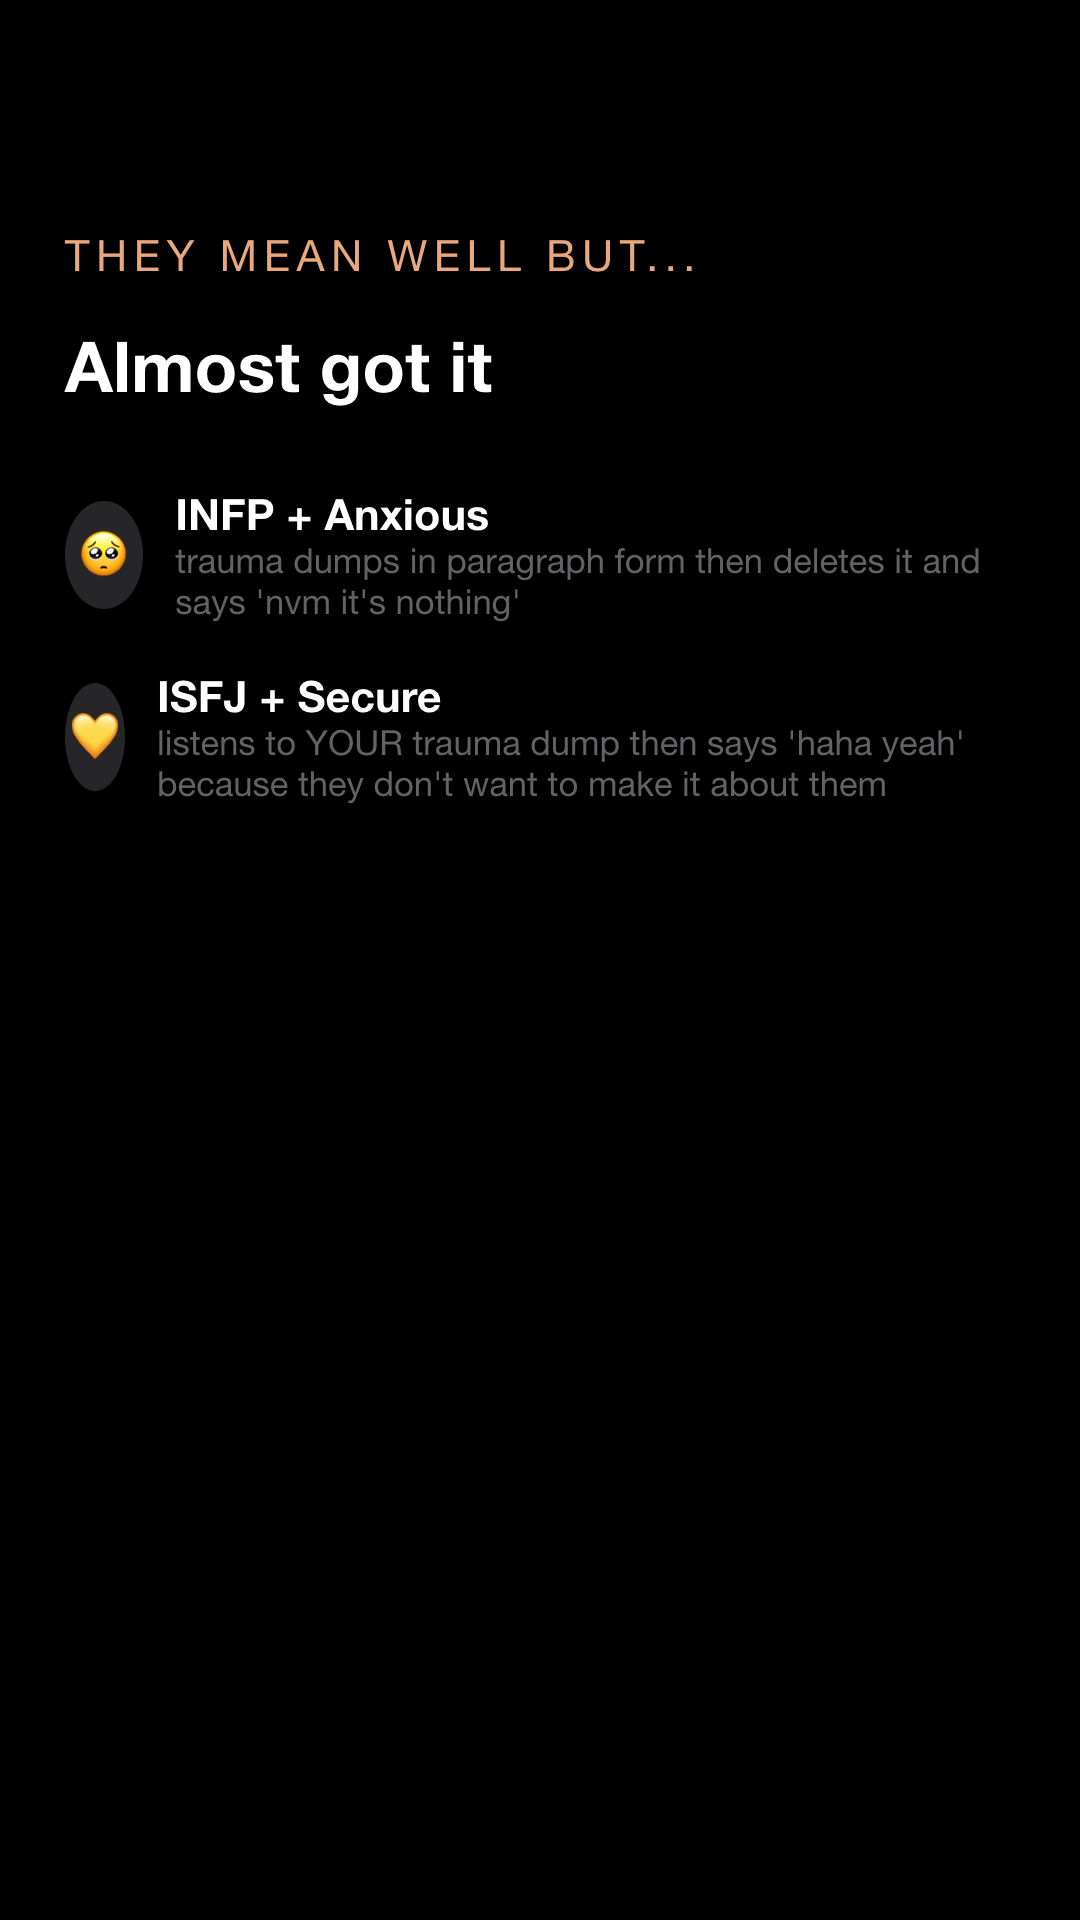 THEY MEAN WELL BUT...
Almost got it
INFP + Anxious
trauma dumps in paragraph form then deletes it and
says 'nvm it's nothing'
ISFJ + Secure
listens to YOUR trauma dump then says 'haha yeah'
because they don't want to make it about them